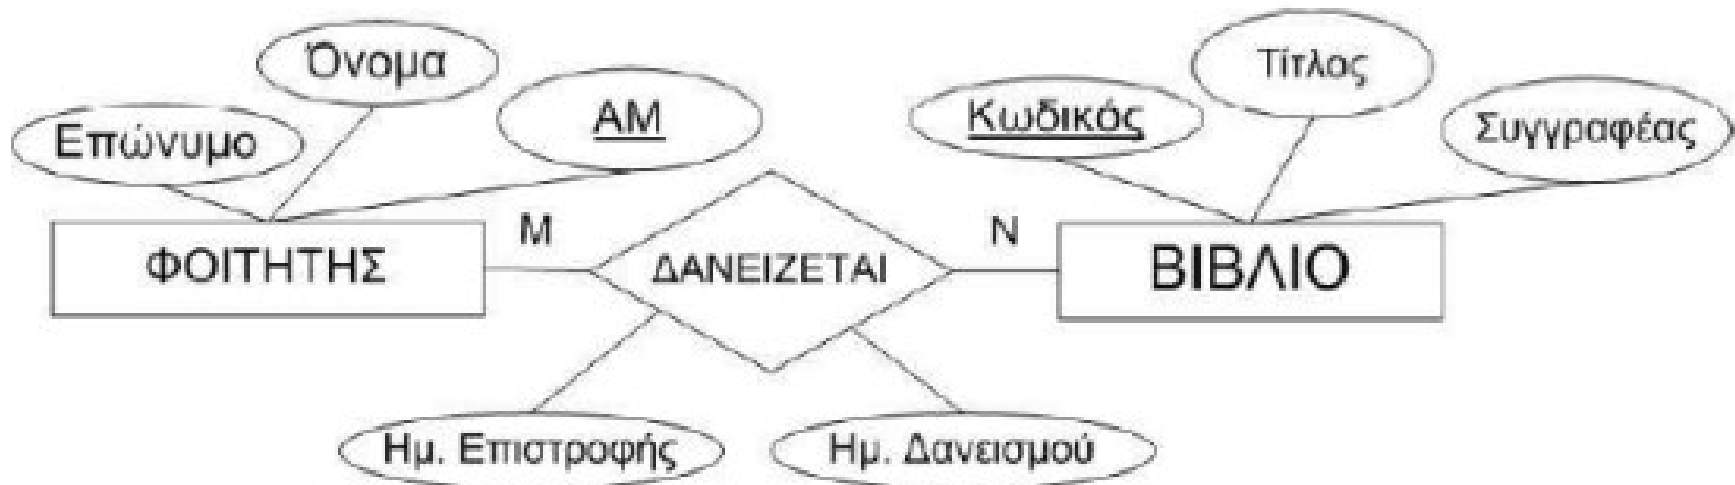 Όνομα
Τίτλος
Επώνυμο
ΑΜ
Κωδικός
Συγγραφέας
Μ
Ν
ΦΟΙΤΗΤΗΣ
ΔΑΝΕΙΖΕΤΑΙ
ΒΙΒΛΙΟ
Ημ. Επιστροφής
Ημ. Δανεισμού